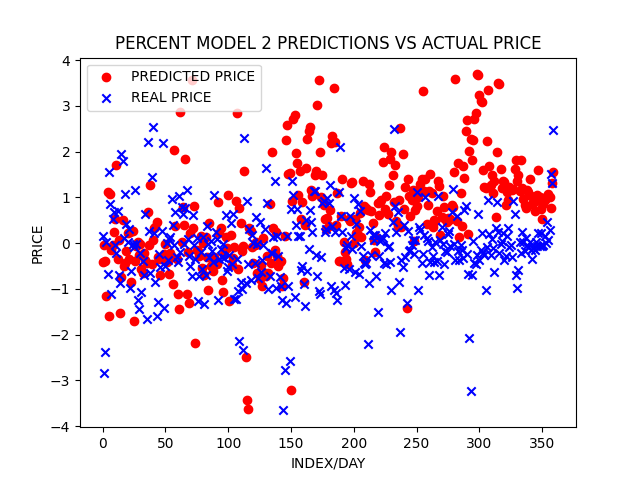 PERCENT MODEL 2 PREDICTIONS VS ACTUAL PRICE
PREDICTED PRICE
REAL PRICE
4
3
2
1
0
−1
−2
−3
−4
PRICE
0 50 100 150 200 250 300 350
INDEX/DAY